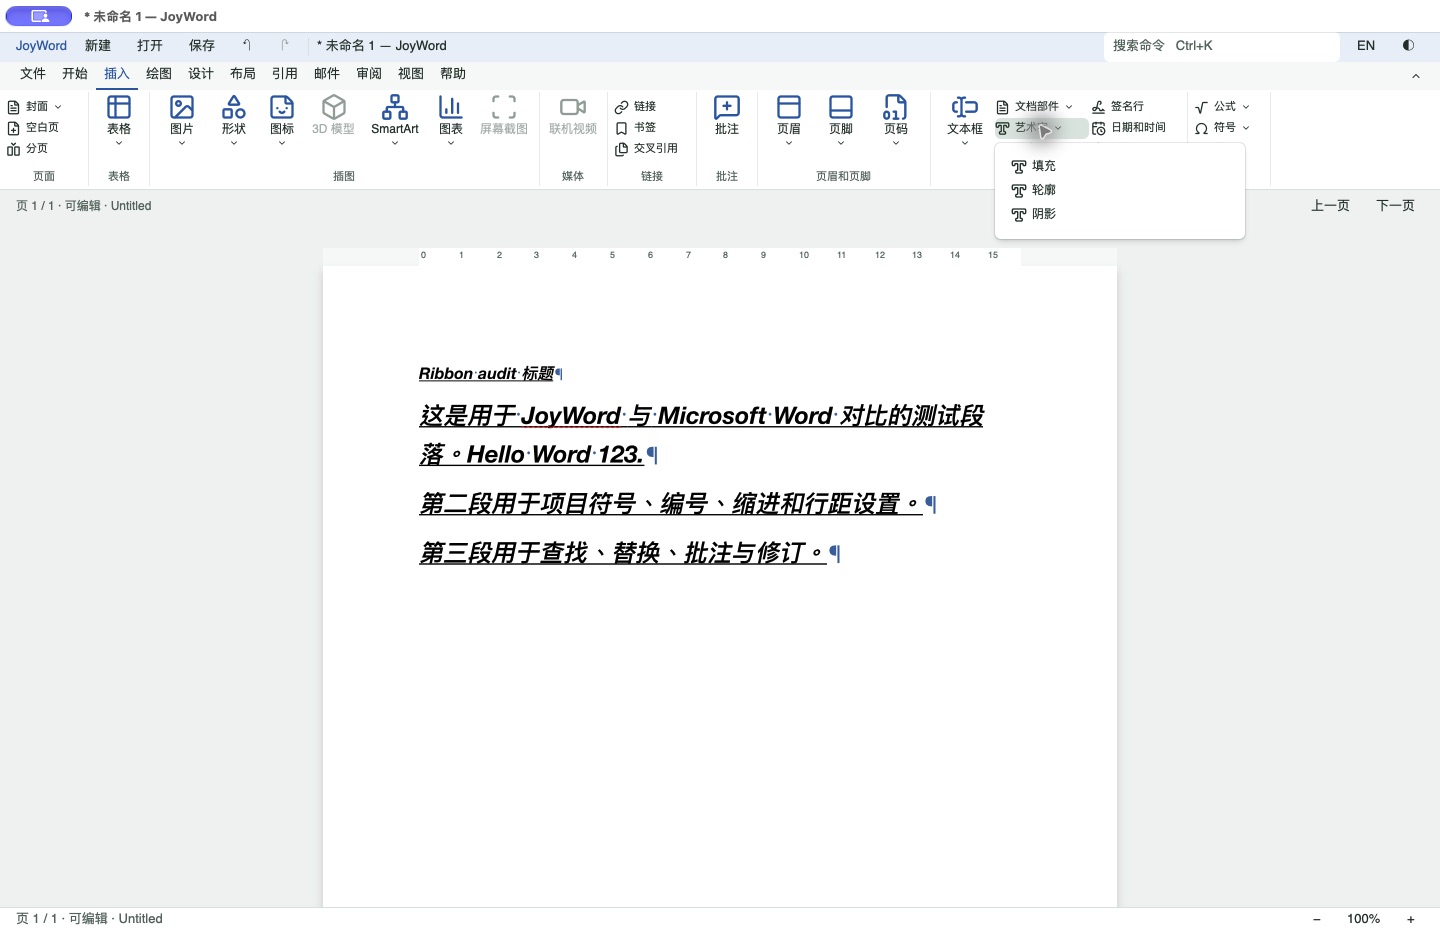 * 未命名 1 — JoyWord
JoyWord 新建 打开 保存 * 未命名 1 — JoyWord 搜索命令 Ctrl+K EN
文件 开始 插入 绘图 设计 布局 引用 邮件 审阅 视图 帮助
封面
空白页
分页
页面
表格
表格
图片 形状 图标 3D 模型 SmartArt 图表 屏幕截图
插图
联机视频
媒体
链接
书签
交叉引用
链接
批注
批注
页眉 页脚 页码
页眉和页脚
文本框
文档部件
艺术
签名行
日期和时间
公式
符号
填充
轮廓
阴影
页 1 / 1 · 可编辑 · Untitled 上一页 下一页
0 1 2 3 4 5 6 7 8 9 10 11 12 13 14 15
Ribbon·audit·标题¶
这是用于·JoyWord·与·Microsoft·Word·对比的测试段
落。Hello·Word·123.¶
第二段用于项目符号、编号、缩进和行距设置。¶
第三段用于查找、替换、批注与修订。¶
页 1 / 1 · 可编辑 · Untitled − 100% +